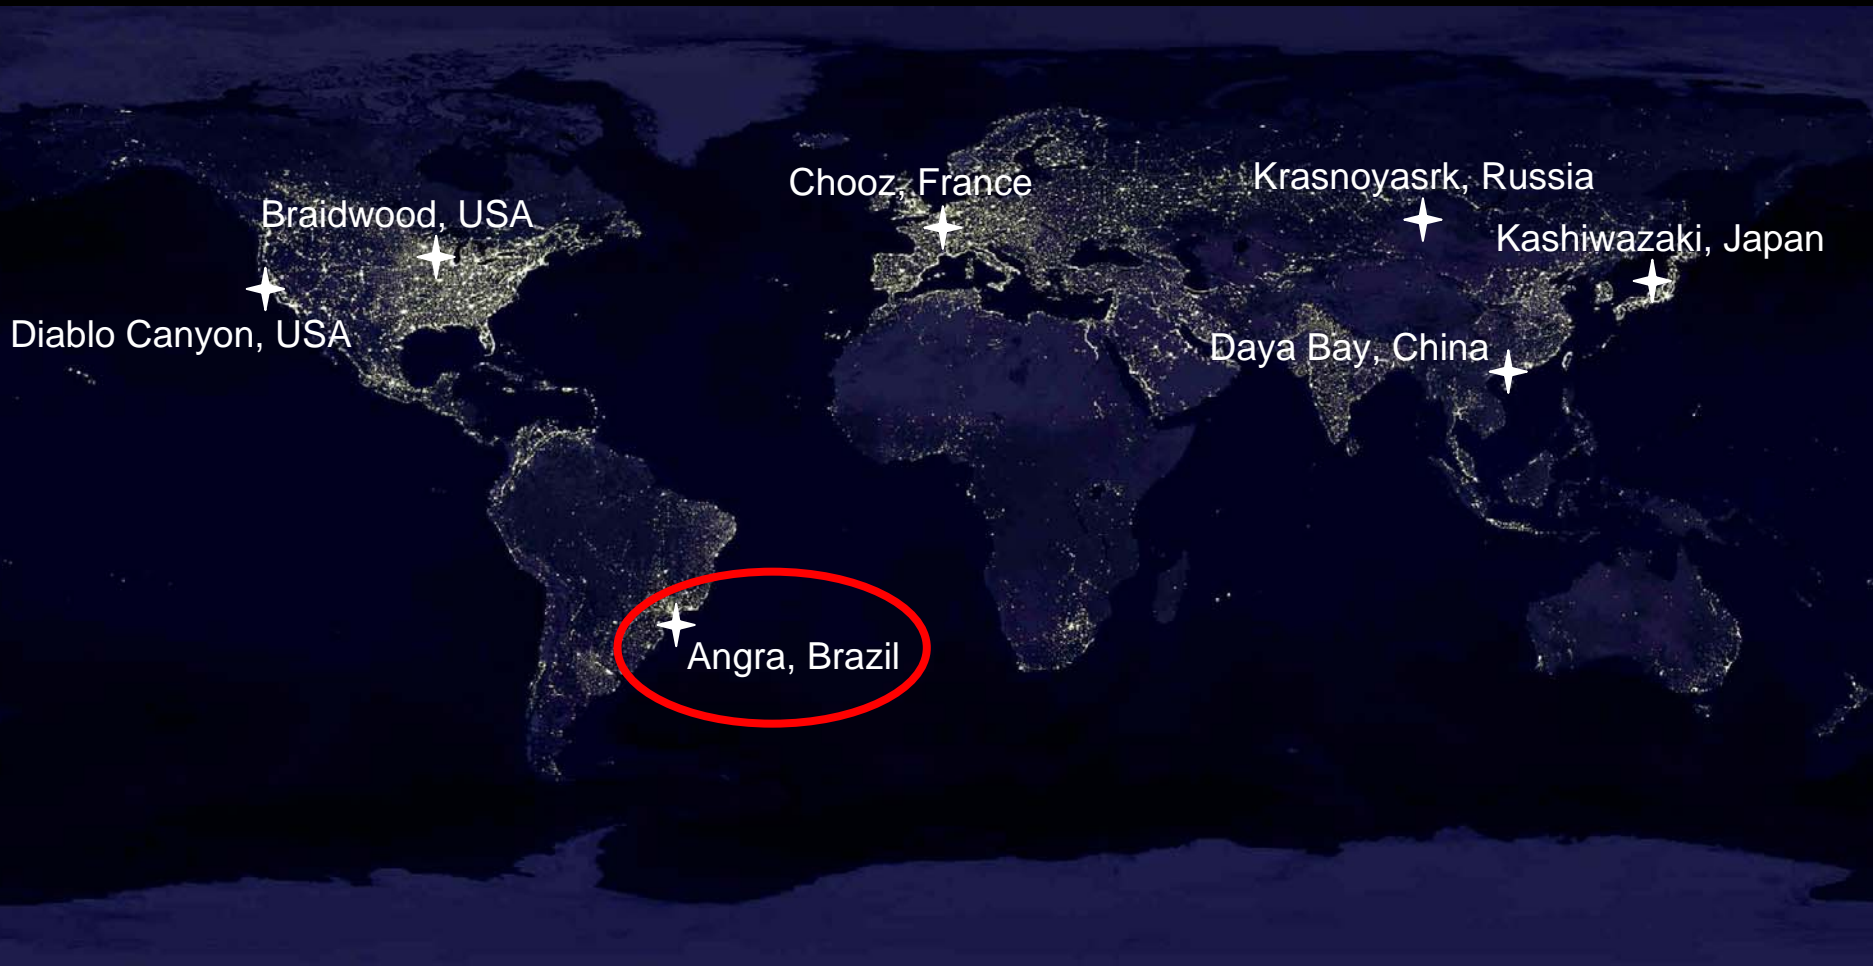 Krasnoyasrk, Russia
Chooz, France
Braidwood, USA
Kashiwazaki, Japan
Diablo Canyon, USA
Daya Bay, China
Angra, Brazil